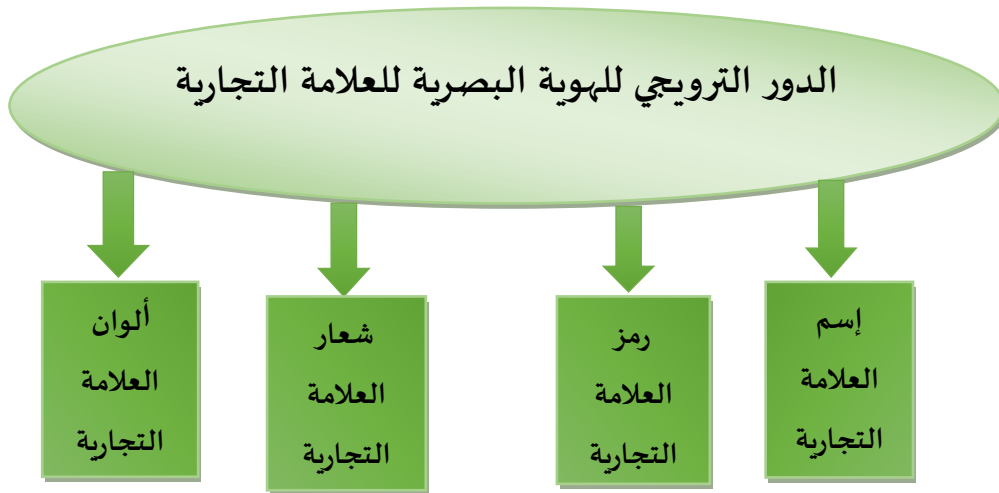 الدور الترويجي للهوية البصرية للعلامة التجارية
إسم
العلامة
التجارية
رمز
العلامة
التجارية
شعار
العلامة
التجارية
ألوان
العلامة
التجارية